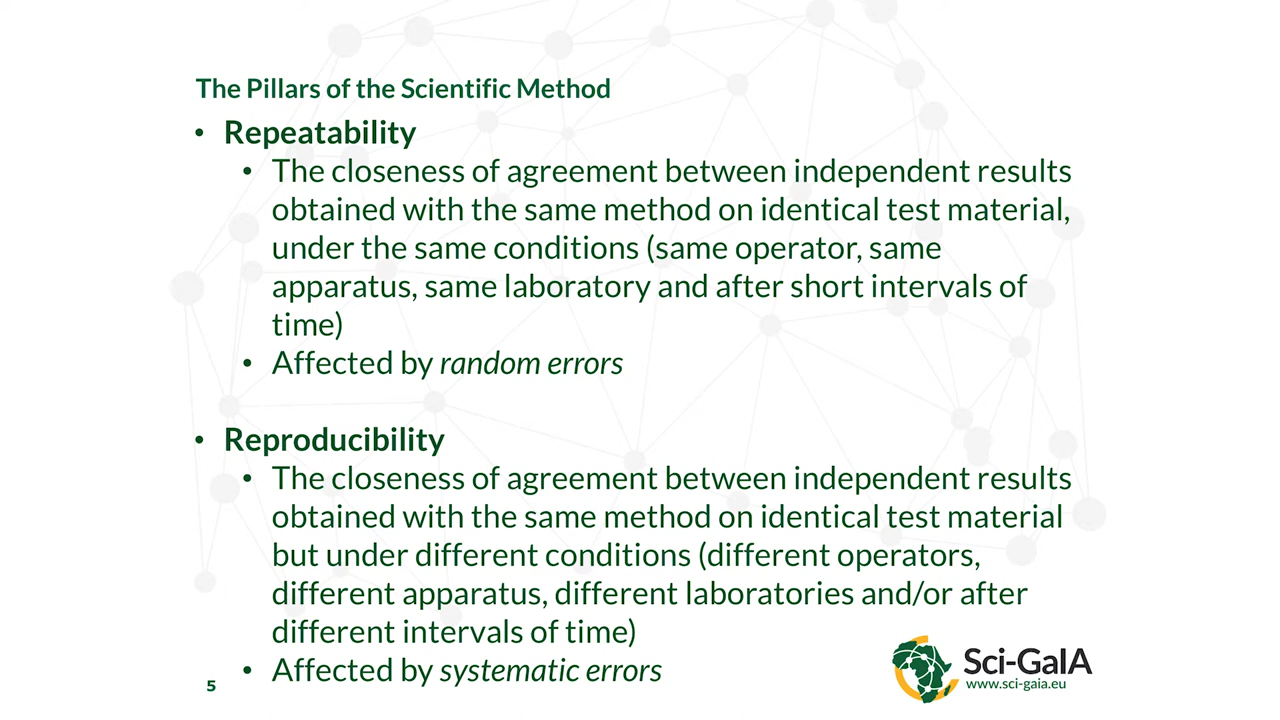 The Pillars of the Scientific Method
• Repeatability
• The closeness of agreement between independent results
obtained with the same method on identical test material,
under the same conditions (same operator, same
apparatus, same laboratory and after short intervals of
time)
• Affected by random errors
• Reproducibility
• The closeness of agreement between independent results
obtained with the same method on identical test material
but under different conditions (different operators,
different apparatus, different laboratories and/or after
different intervals of time)
• Affected by systematic errors
5
Sci-GaIA
www.sci-gaia.eu